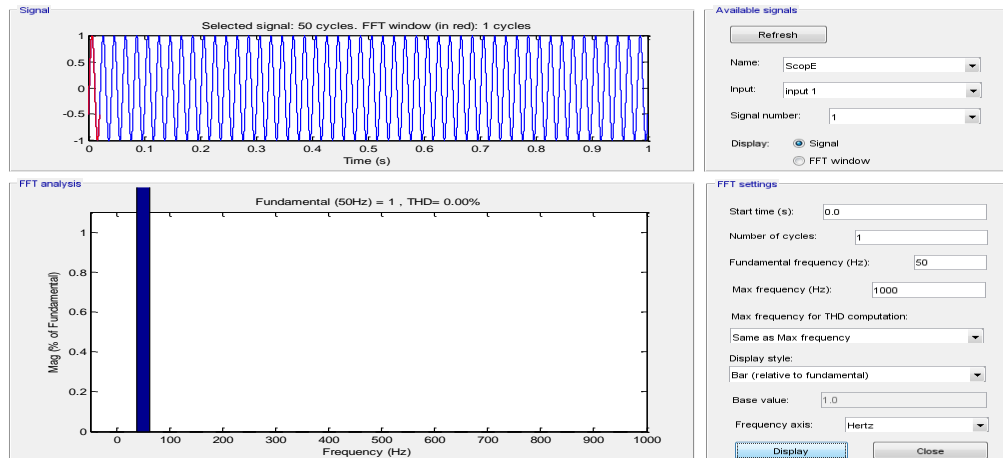 Signal
Selected signal: 50 cycles. FFT window (in red): 1 cycles
1
0.5
0
-0.5
-1
0 0.1 0.2 0.3 0.4 0.5 0.6 0.7 0.8 0.9 1
Time (s)
Available signals
Refresh
Name: ScopE
Input: input 1
Signal number: 1
Display: Signal
FFT window
FFT analysis
Fundamental (50Hz) = 1 , THD= 0.00%
Mag (% of Fundamental)
1
0.8
0.6
0.4
0.2
0
0 100 200 300 400 500 600 700 800 900 1000
Frequency (Hz)
FFT settings
Start time (s): 0.0
Number of cycles: 1
Fundamental frequency (Hz): 50
Max frequency (Hz): 1000
Max frequency for THD computation:
Same as Max frequency
Display style:
Bar (relative to fundamental)
Base value: 1.0
Frequency axis: Hertz
Display Close